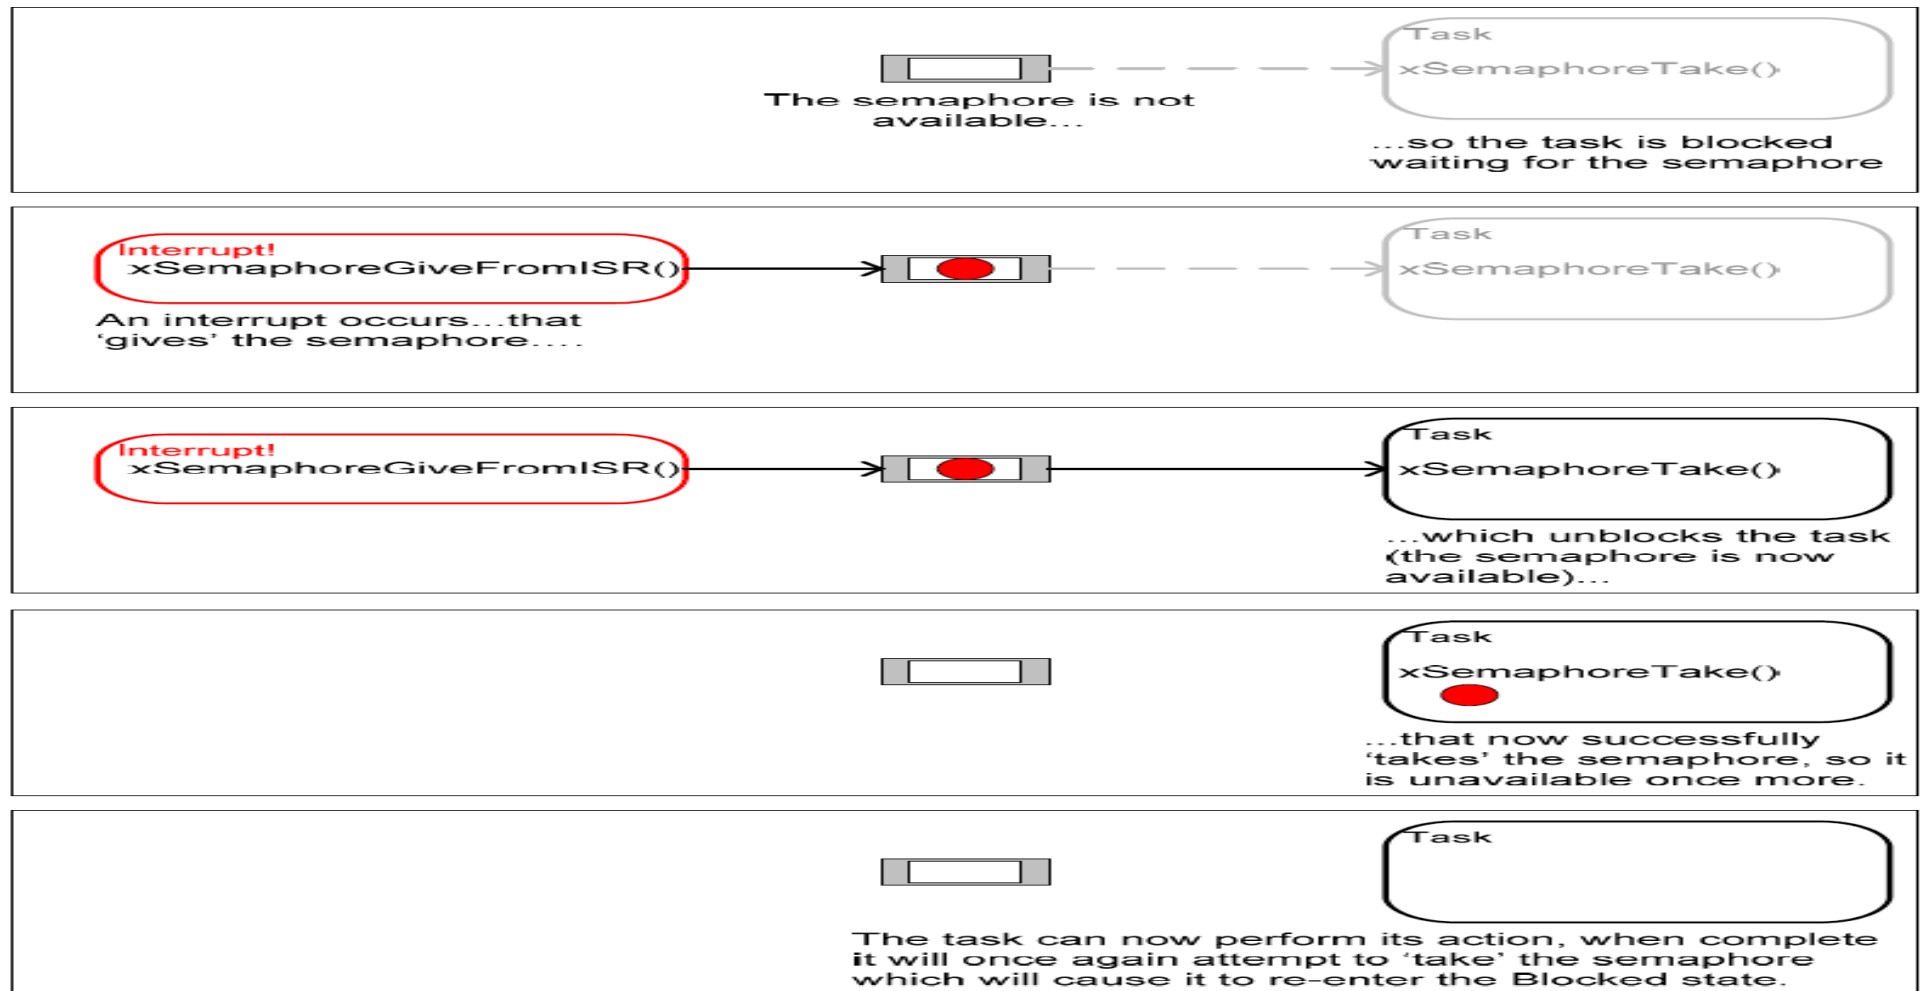 Task
xSemaphoreTake()
The semaphore is not
available...
...so the task is blocked
waiting for the semaphore
Interrupt!
xSemaphoreGiveFromISR()
An interrupt occurs...that
‘gives’ the semaphore....
Task
xSemaphoreTake()
Interrupt!
xSemaphoreGiveFromISR()
Task
xSemaphoreTake()
...which unblocks the task
(the semaphore is now
available)...
Task
xSemaphoreTake()
...that now successfully
‘takes’ the semaphore, so it
is unavailable once more.
Task
The task can now perform its action, when complete
it will once again attempt to ‘take’ the semaphore
which will cause it to re-enter the Blocked state.